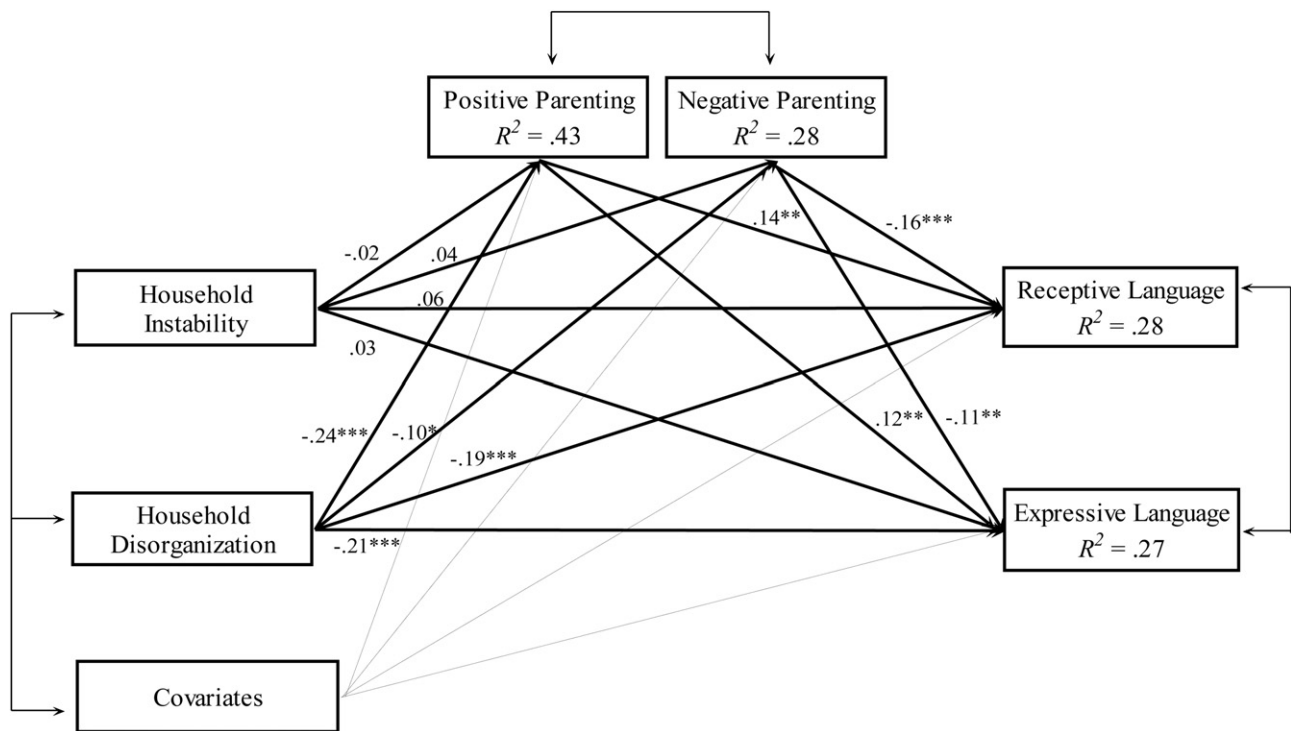 Positive Parenting
R² = .43
Negative Parenting
R² = .28
-.02
.04
.14**
-.16***
Household
Instability
.06
.03
Receptive Language
R² = .28
-.24***
-.10*
-.19***
.12**
-.11**
Household
Disorganization
-.21***
Expressive Language
R² = .27
Covariates